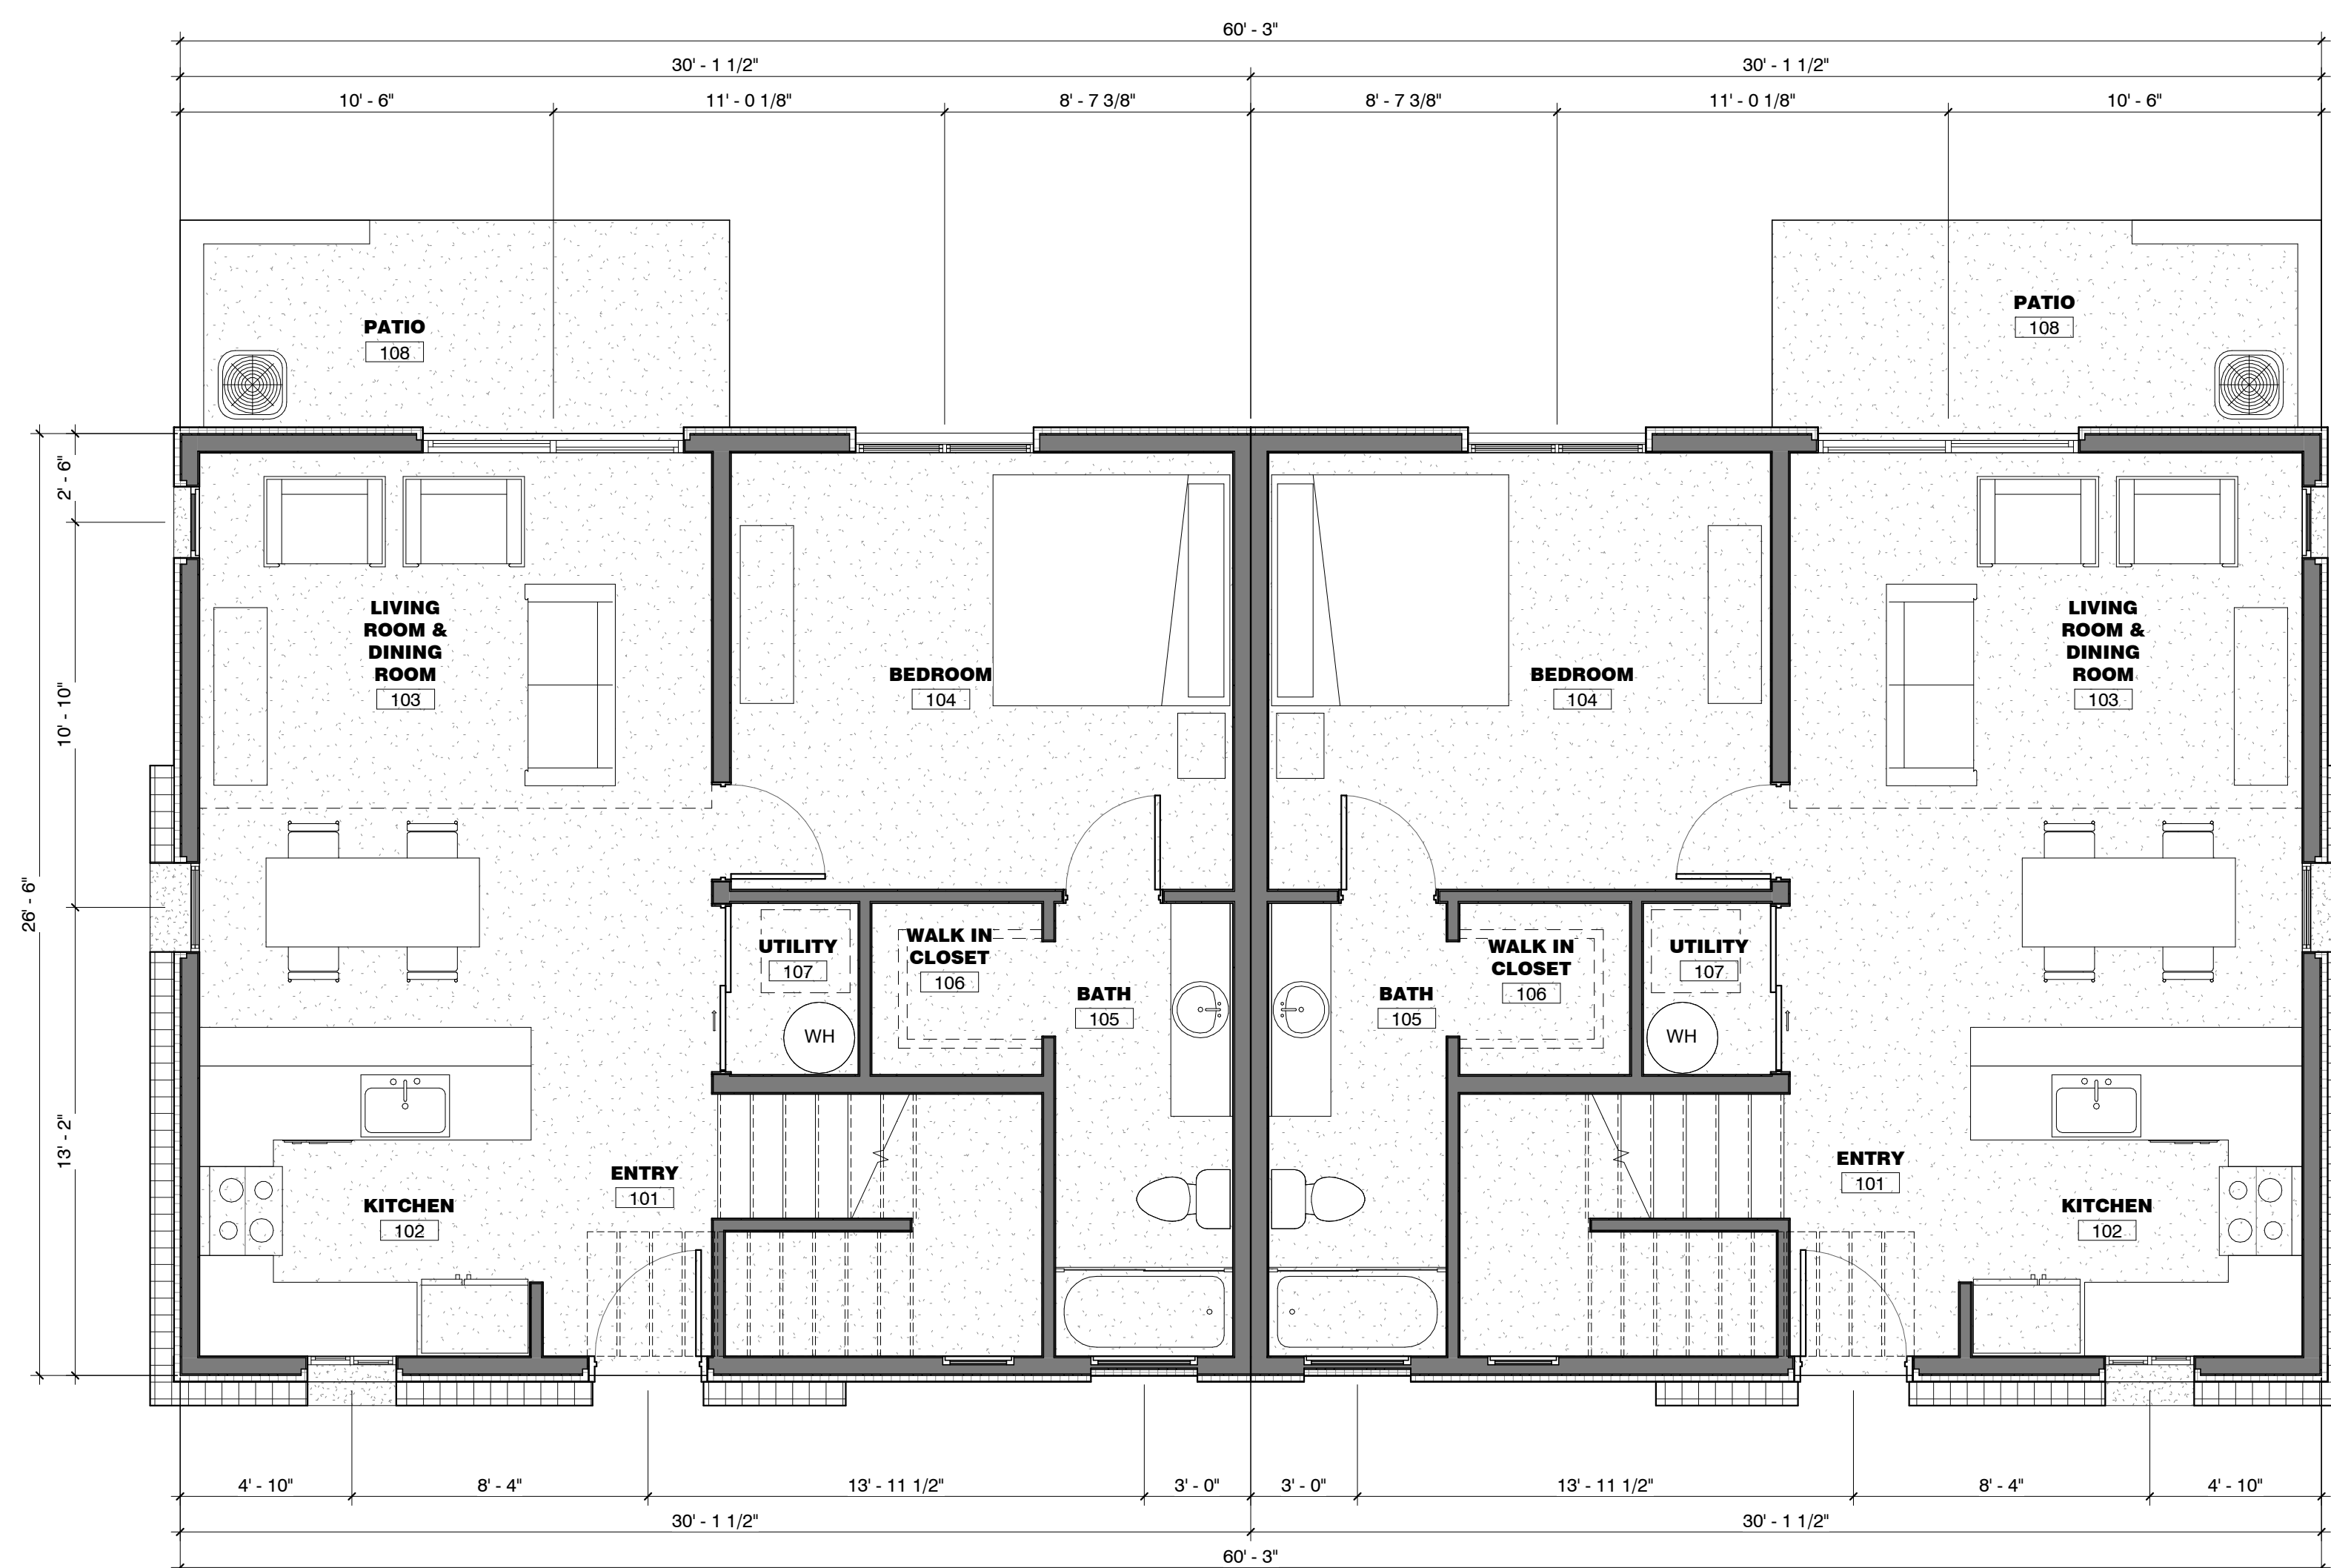 60' - 3"
30' - 1 1/2"
30' - 1 1/2"
10' - 6"
11' - 0 1/8"
8' - 7 3/8"
8' - 7 3/8"
11' - 0 1/8"
10' - 6"
PATIO
108
PATIO
108
2' - 6"
10' - 10"
13' - 2"
26' - 6"
LIVING
ROOM &
DINING
ROOM
103
BEDROOM
104
BEDROOM
104
LIVING
ROOM &
DINING
ROOM
103
UTILITY
107
WH
WALK IN
CLOSET
106
BATH
105
BATH
105
WALK IN
CLOSET
106
UTILITY
107
WH
KITCHEN
102
ENTRY
101
ENTRY
101
KITCHEN
102
4' - 10"
8' - 4"
13' - 11 1/2"
3' - 0"
3' - 0"
13' - 11 1/2"
8' - 4"
4' - 10"
30' - 1 1/2"
30' - 1 1/2"
60' - 3"